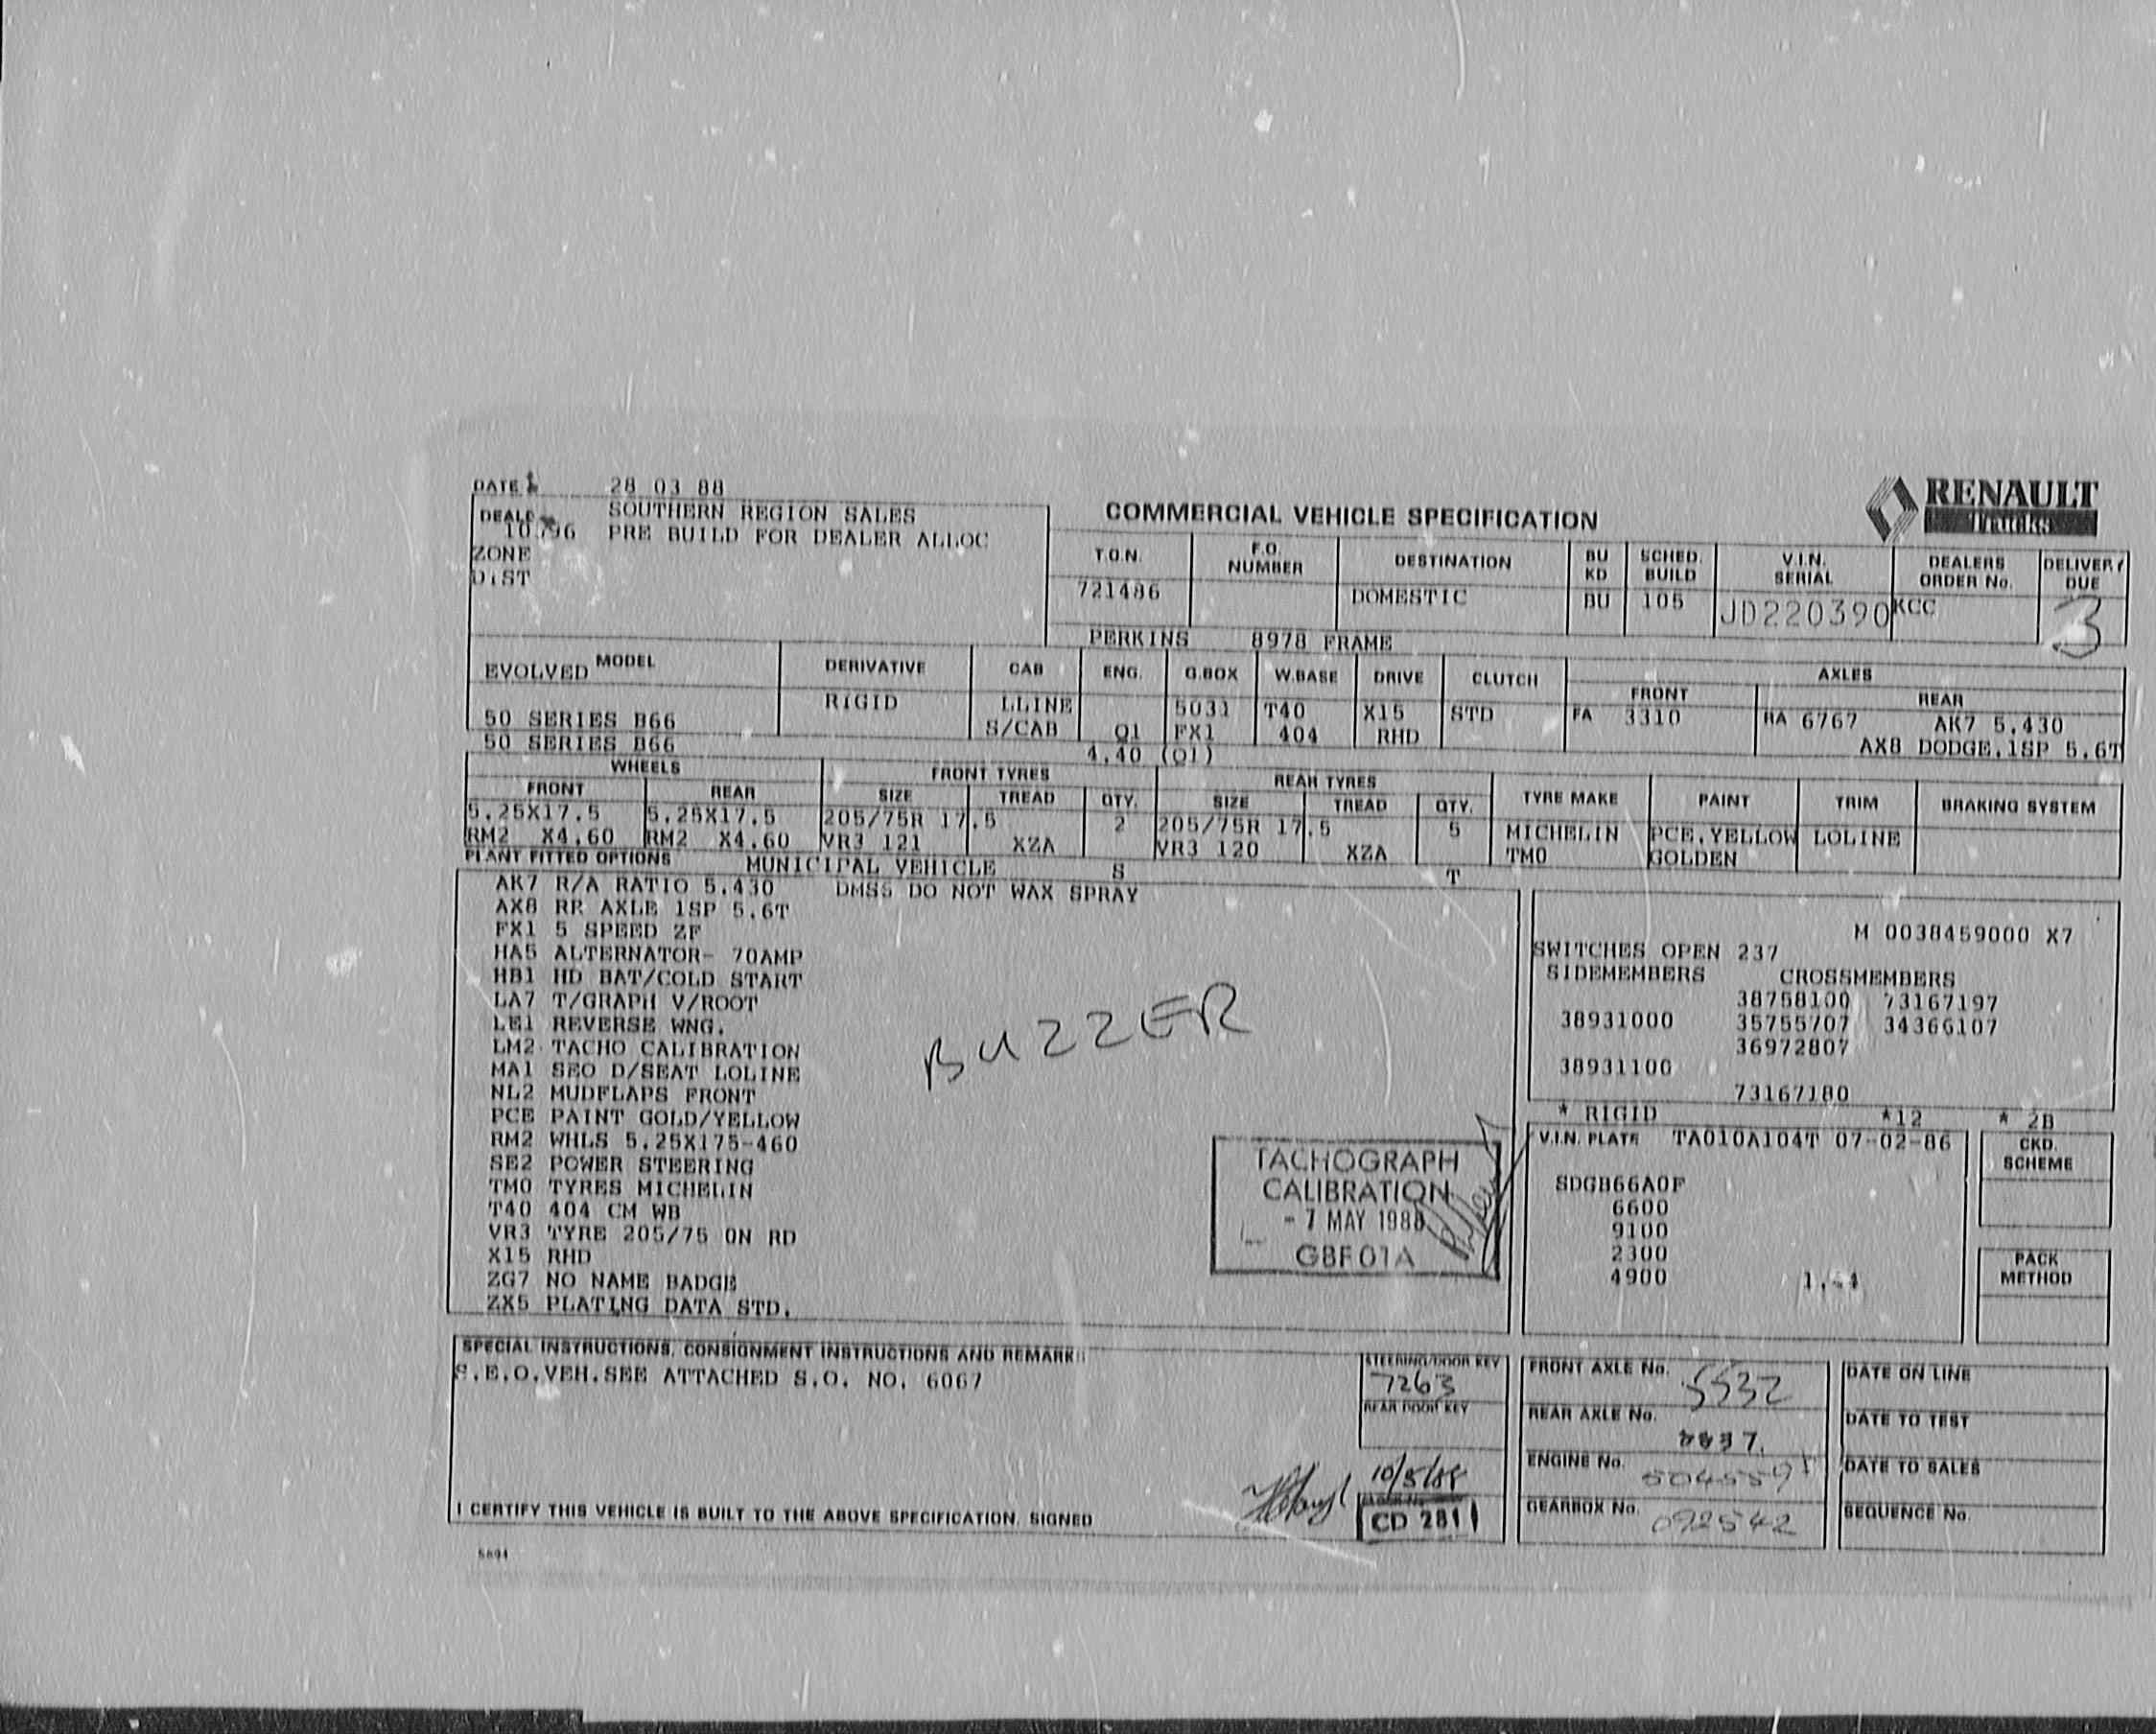 DATE 28 03 88
SOUTHERN REGION SALES
PRE BUILD FOR DEALER ALLOC
ZONE
DIST
COMMERCIAL VEHICLE SPECIFICATION
RENAULT
Trucks
T.O.N. F.O. NUMBER DESTINATION BU KD SCHED. BUILD V.I.N. SERIAL DEALERS ORDER No. DELIVERY DUE
721486 DOMESTIC BU 105 JD220390 KCC 3
PERKINS 8978 FRAME
MODEL DERIVATIVE CAB ENG. G.BOX W.BASE DRIVE CLUTCH AXLES
FRONT REAR
EVOLVED RIGID LLINE 5031 T40 X15 STD FA 3310 RA 6767 AK7 5.430
50 SERIES B66 S/CAB Q1 FX1 404 RHD AX8 DODGE.1SP 5.6T
50 SERIES B66 4.40 (Q1)
WHEELS FRONT TYRES REAR TYRES
FRONT REAR SIZE TREAD QTY. SIZE TREAD QTY. TYRE MAKE PAINT TRIM BRAKING SYSTEM
5.25X17.5 5.25X17.5 205/75R 17.5 2 205/75R 17.5 5 MICHELIN PCE.YELLOW LOLINE
RM2 X4.60 RM2 X4.60 VR3 121 XZA VR3 120 XZA TM0 GOLDEN
PLANT FITTED OPTIONS MUNICIPAL VEHICLE S T
AK7 R/A RATIO 5.430 DMSS DO NOT WAX SPRAY
AX8 RR AXLE 1SP 5.6T
FX1 5 SPEED ZF
HA5 ALTERNATOR- 70AMP
HB1 HD BAT/COLD START
LA7 T/GRAPH V/ROOT
LE1 REVERSE WNG.
LM2 TACHO CALIBRATION
MA1 SEO D/SEAT LOLINE
NL2 MUDFLAPS FRONT
PCE PAINT GOLD/YELLOW
RM2 WHLS 5.25X175-460
SE2 POWER STEERING
TM0 TYRES MICHELIN
T40 404 CM WB
VR3 TYRE 205/75 ON RD
X15 RHD
ZG7 NO NAME BADGE
ZX5 PLATING DATA STD.
BUZZER
TACHOGRAPH
CALIBRATION
- 7 MAY 1988
GBF01A
M 0038459000 X7
SWITCHES OPEN 237
SIDEMEMBERS CROSSMEMBERS
38758100 73167197
38931000 35755707 34366107
36972807
38931100
73167180
* RIGID *12 * 2B
V.I.N. PLATE TA010A104T 07-02-86
SDGB66A0F
6600
9100
2300
4900
CKD. SCHEME
PACK METHOD
SPECIAL INSTRUCTIONS, CONSIGNMENT INSTRUCTIONS AND REMARKS
S.E.O.VEH.SEE ATTACHED S.O. NO. 6067
STEERING/DOOR KEY
7263
REAR DOOR KEY
10/5/88
CD 2811
I CERTIFY THIS VEHICLE IS BUILT TO THE ABOVE SPECIFICATION. SIGNED
FRONT AXLE No. 5532
REAR AXLE No.
ENGINE No.
GEARBOX No. 092542
DATE ON LINE
DATE TO TEST
DATE TO SALES
SEQUENCE No.